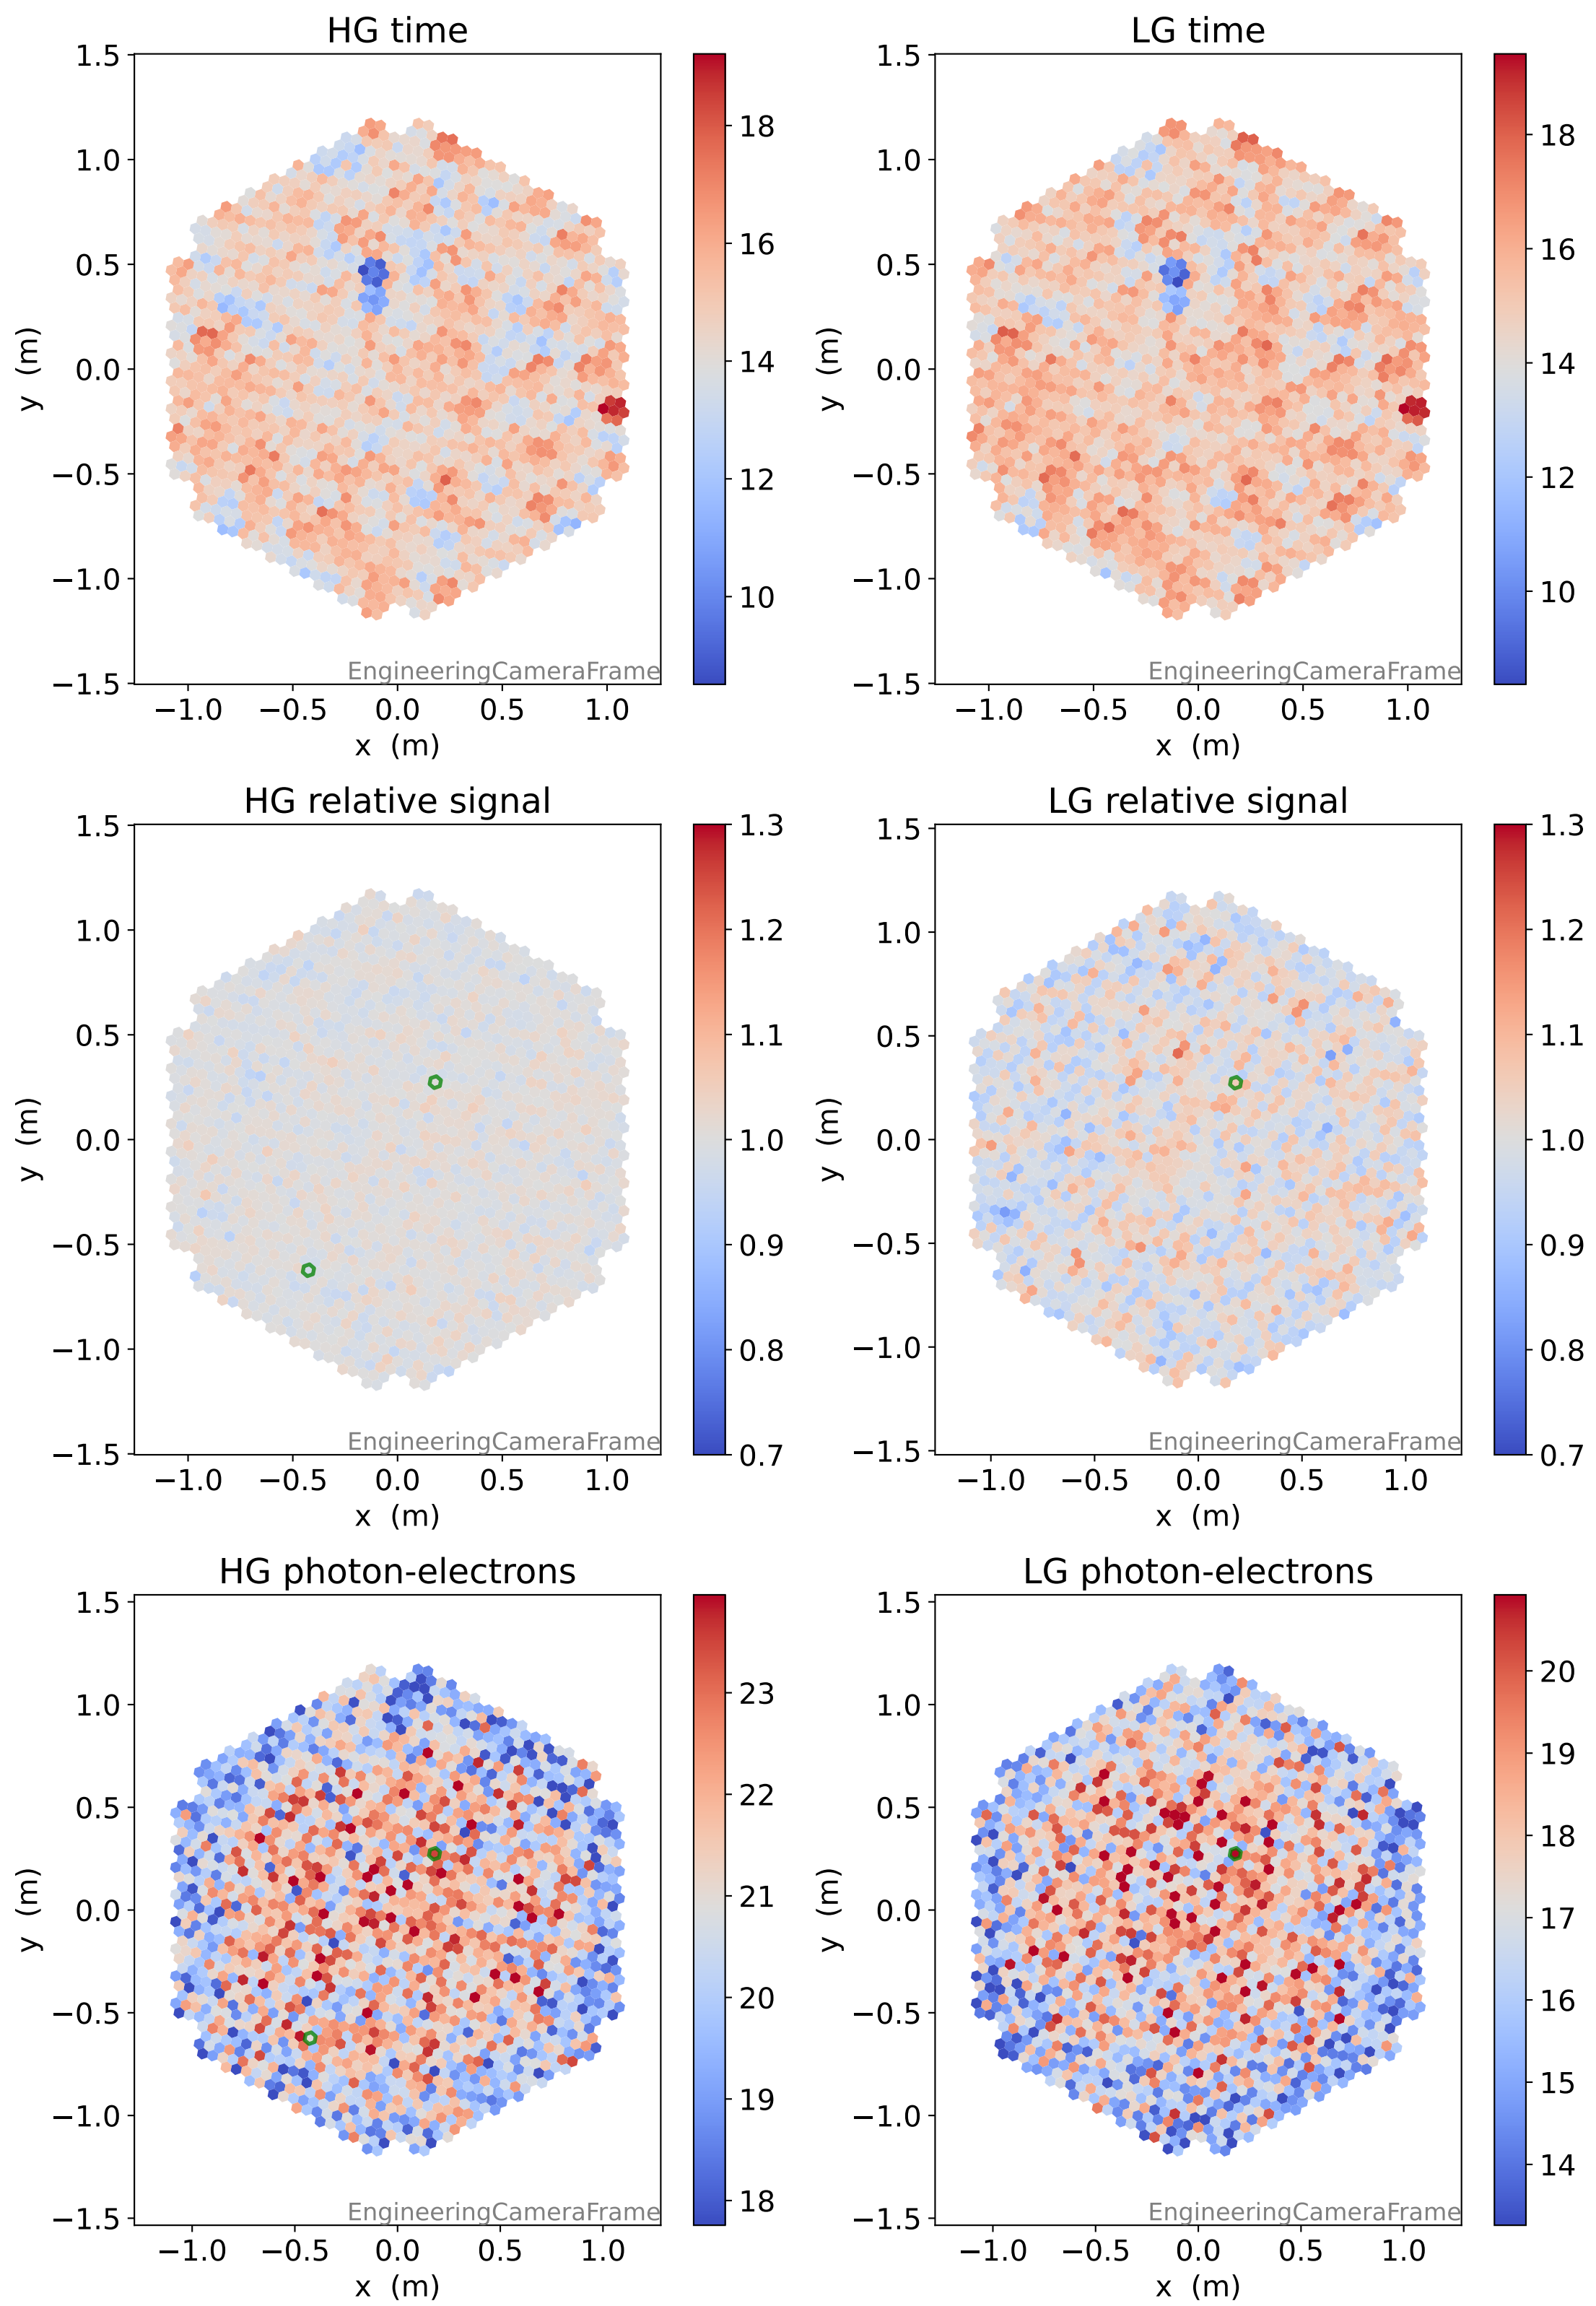 HG time
1.5
1.0
0.5
0.0
−0.5
−1.0
−1.5
y (m)
EngineeringCameraFrame
−1.0 −0.5 0.0 0.5 1.0
x (m)
18
16
14
12
10
LG time
1.5
1.0
0.5
0.0
−0.5
−1.0
−1.5
y (m)
EngineeringCameraFrame
−1.0 −0.5 0.0 0.5 1.0
x (m)
18
16
14
12
10
HG relative signal
1.5
1.0
0.5
0.0
−0.5
−1.0
−1.5
y (m)
EngineeringCameraFrame
−1.0 −0.5 0.0 0.5 1.0
x (m)
1.3
1.2
1.1
1.0
0.9
0.8
0.7
LG relative signal
1.5
1.0
0.5
0.0
−0.5
−1.0
−1.5
y (m)
EngineeringCameraFrame
−1.0 −0.5 0.0 0.5 1.0
x (m)
1.3
1.2
1.1
1.0
0.9
0.8
0.7
HG photon-electrons
1.5
1.0
0.5
0.0
−0.5
−1.0
−1.5
y (m)
EngineeringCameraFrame
−1.0 −0.5 0.0 0.5 1.0
x (m)
23
22
21
20
19
18
LG photon-electrons
1.5
1.0
0.5
0.0
−0.5
−1.0
−1.5
y (m)
EngineeringCameraFrame
−1.0 −0.5 0.0 0.5 1.0
x (m)
20
19
18
17
16
15
14